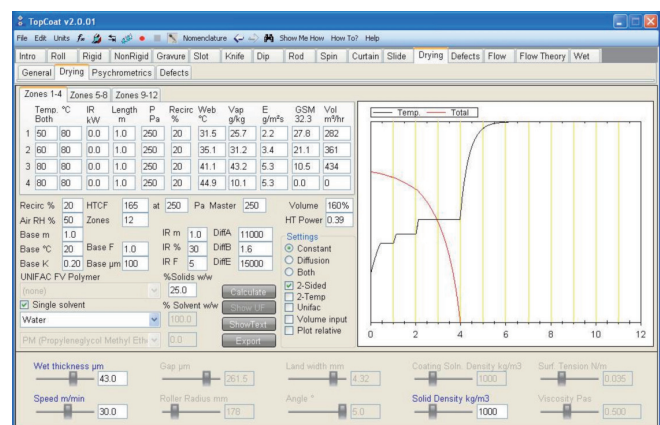 TopCoat v2.0.01
File Edit Units Nomenclature Show Me How How To? Help
Intro Roll Rigid NonRigid Gravure Slot Knife Dip Rod Spin Curtain Slide Drying Defects Flow Flow Theory Wet
General Drying Psychrometrics Defects
Zones 1-4 Zones 5-8 Zones 9-12
Temp. °C IR Length P Recirc Web Vap E GSM Vol
Both kW m Pa % °C g/kg g/m²s 32.3 m³/hr
1 50 80 0.0 1.0 250 20 31.5 25.7 2.2 27.8 282
2 60 80 0.0 1.0 250 20 35.1 31.2 3.4 21.1 361
3 80 80 0.0 1.0 250 20 41.1 43.2 5.3 10.5 434
4 80 80 0.0 1.0 250 20 44.9 10.1 5.3 0.0 0
Temp. Total
0 2 4 6 8 10 12
Recirc % 20 HTCF 165 at 250 Pa Master 250 Volume 160%
Air RH % 50 Zones 12 HT Power 0.39
Base m 1.0 IR m 1.0 DiffA 11000
Base °C 20 Base F 1.0 IR % 30 DiffB 1.6
Base K 0.20 Base µm 100 IR F 5 DiffE 15000
Settings
Constant
Diffusion
Both
2-Sided
2-Temp
Unifac
Volume input
Plot relative
UNIFAC FV Polymer %Solids w/w
(none) 25.0 Calculate
Single solvent % Solvent w/w Show UF
Water 100.0 ShowText
PM (Propyleneglycol Methyl Eth 0.0 Export
Wet thickness µm Gap µm Land width mm Coating Soln. Density kg/m3 Surf. Tension N/m
43.0 261.5 4.32 1000 0.035
Speed m/min Roller Radius mm Angle ° Solid Density kg/m3 Viscosity Pas
30.0 178 5.0 1000 0.500